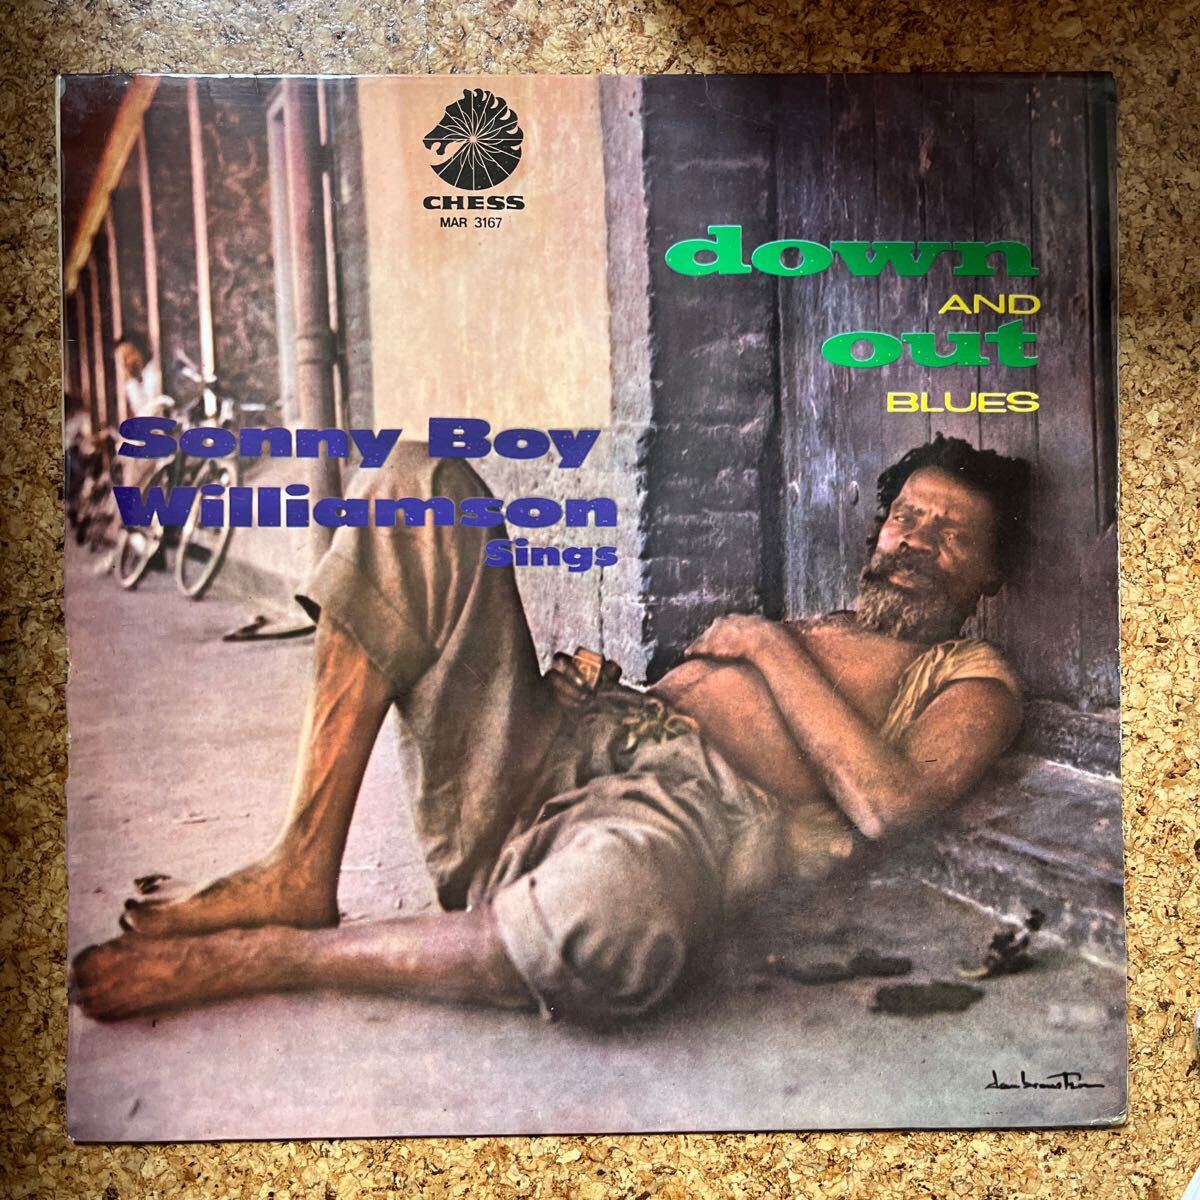 CHESS
MAR 3167
down
AND
out
BLUES
Sonny Boy
Williamson
Sings